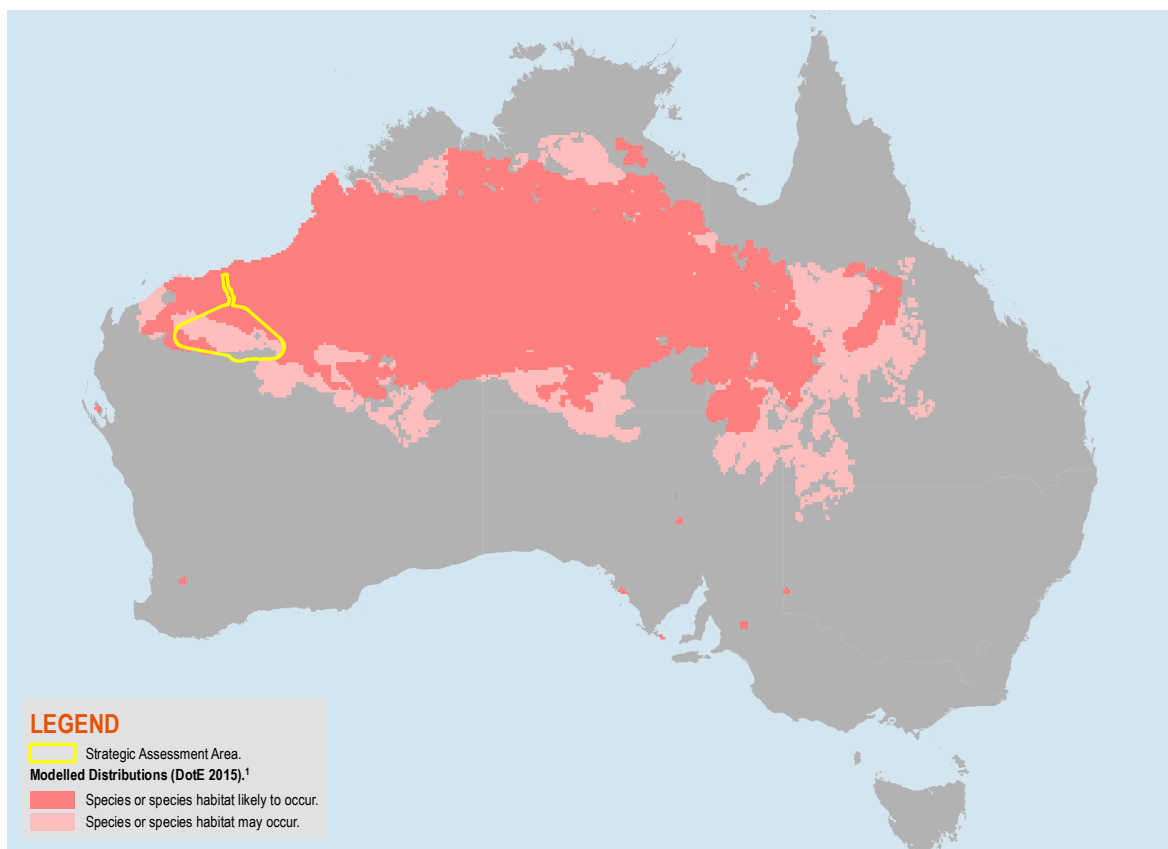 LEGEND
Strategic Assessment Area.
Modelled Distributions (DotE 2015).¹
Species or species habitat likely to occur.
Species or species habitat may occur.